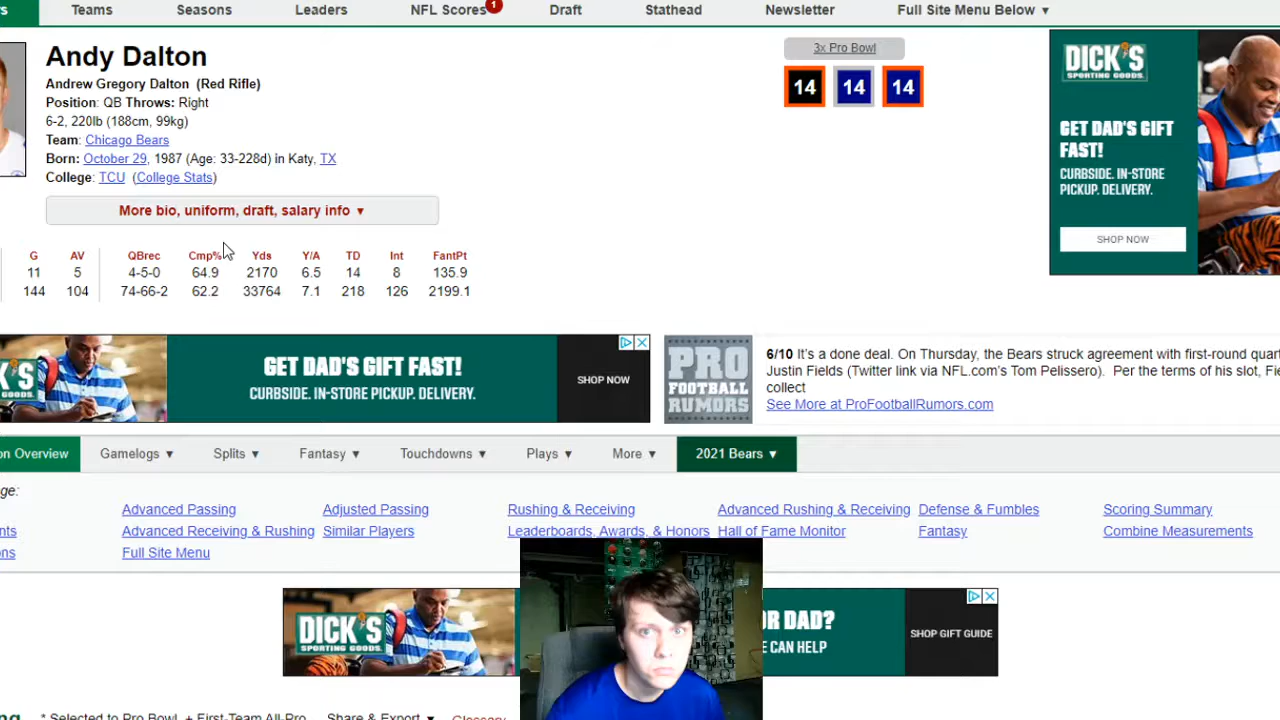 Teams Seasons Leaders NFL Scores 1 Draft Stathead Newsletter Full Site Menu Below ▼
Andy Dalton
Andrew Gregory Dalton (Red Rifle)
Position: QB Throws: Right
6-2, 220lb (188cm, 99kg)
Team: Chicago Bears
Born: October 29, 1987 (Age: 33-228d) in Katy, TX
College: TCU (College Stats)
More bio, uniform, draft, salary info ▼
3x Pro Bowl
14 14 14
DICK'S
SPORTING GOODS.
GET DAD'S GIFT
FAST!
CURBSIDE. IN-STORE
PICKUP. DELIVERY.
SHOP NOW
G AV QBrec Cmp% Yds Y/A TD Int FantPt
11 5 4-5-0 64.9 2170 6.5 14 8 135.9
144 104 74-66-2 62.2 33764 7.1 218 126 2199.1
GET DAD'S GIFT FAST!
CURBSIDE. IN-STORE PICKUP. DELIVERY.
SHOP NOW
PRO
FOOTBALL
RUMORS
6/10 It's a done deal. On Thursday, the Bears struck agreement with first-round quart
Justin Fields (Twitter link via NFL.com's Tom Pelissero). Per the terms of his slot, Fie
collect
See More at ProFootballRumors.com
on Overview Gamelogs ▼ Splits ▼ Fantasy ▼ Touchdowns ▼ Plays ▼ More ▼ 2021 Bears ▼
ge:
Advanced Passing Adjusted Passing Rushing & Receiving Advanced Rushing & Receiving Defense & Fumbles Scoring Summary
nts Advanced Receiving & Rushing Similar Players Leaderboards, Awards, & Honors Hall of Fame Monitor Fantasy Combine Measurements
ons Full Site Menu
DICK'S
SPORTING GOODS.
OR DAD?
E CAN HELP
SHOP GIFT GUIDE
* Selected to Pro Bowl, + First-Team All-Pro Share & Export ▼ Glossary